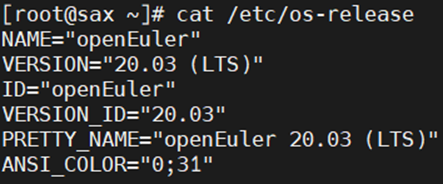 [root@sax ~]# cat /etc/os-release
NAME="openEuler"
VERSION="20.03 (LTS)"
ID="openEuler"
VERSION_ID="20.03"
PRETTY_NAME="openEuler 20.03 (LTS)"
ANSI_COLOR="0;31"